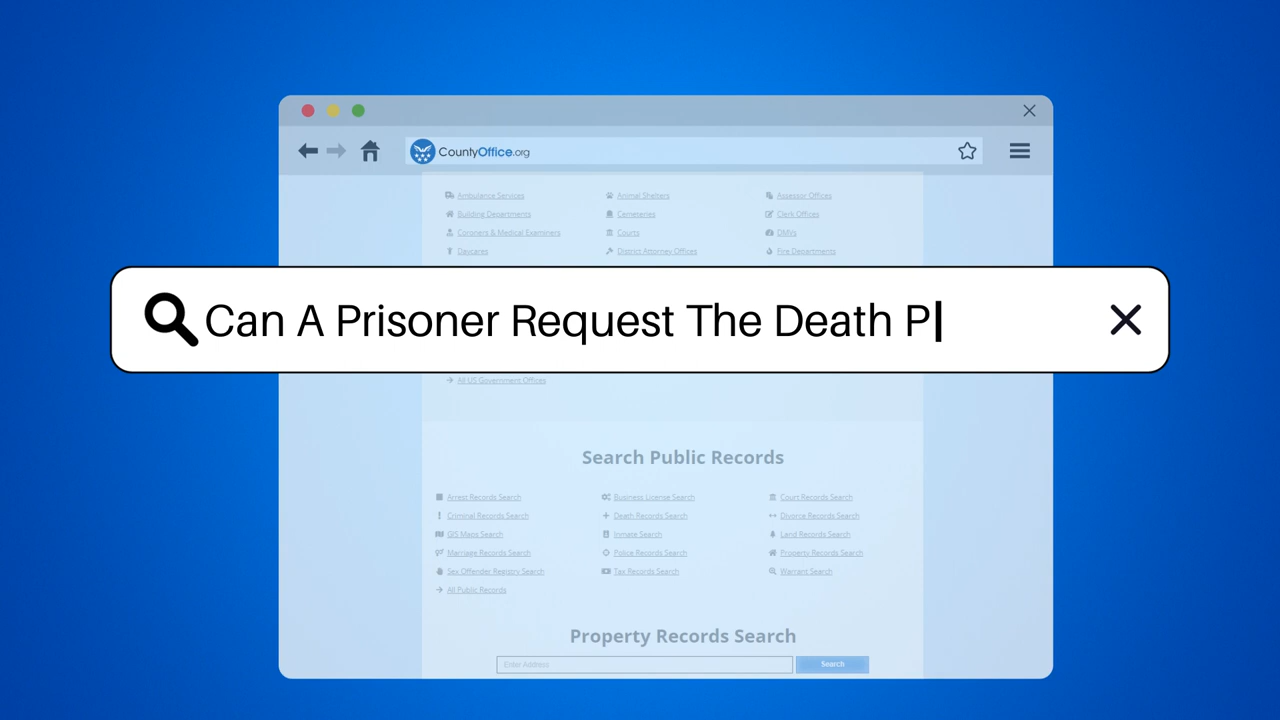 CountyOffice.org
Ambulance Services Animal Shelters Assessor Offices
Building Departments Cemeteries Clerk Offices
Coroners & Medical Examiners Courts DMVs
Daycares District Attorney Offices Fire Departments
Can A Prisoner Request The Death P
All US Government Offices
Search Public Records
Arrest Records Search Business License Search Court Records Search
Criminal Records Search Death Records Search Divorce Records Search
GIS Maps Search Inmate Search Land Records Search
Marriage Records Search Police Records Search Property Records Search
Sex Offender Registry Search Tax Records Search Warrant Search
All Public Records
Property Records Search
Enter Address Search